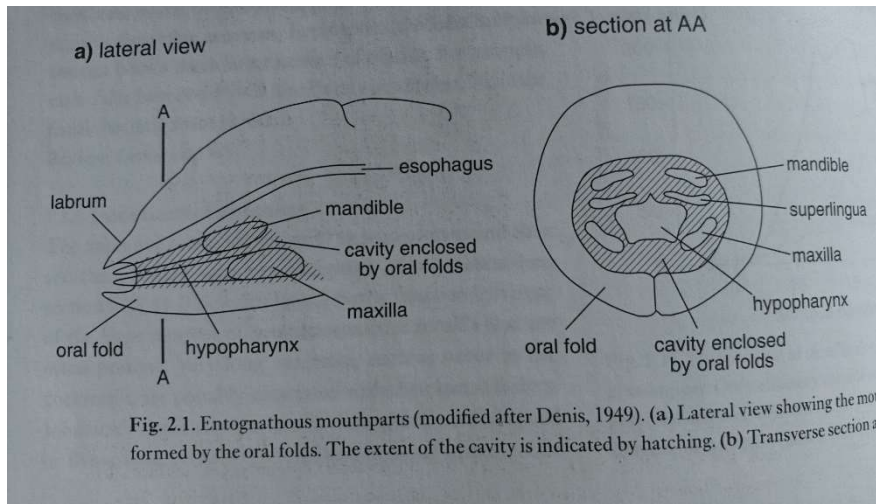 a) lateral view
A
labrum
esophagus
mandible
cavity enclosed
by oral folds
maxilla
oral fold
hypopharynx
A
b) section at AA
mandible
superlingua
maxilla
hypopharynx
oral fold
cavity enclosed
by oral folds
Fig. 2.1. Entognathous mouthparts (modified after Denis, 1949). (a) Lateral view showing the mou
formed by the oral folds. The extent of the cavity is indicated by hatching. (b) Transverse section a